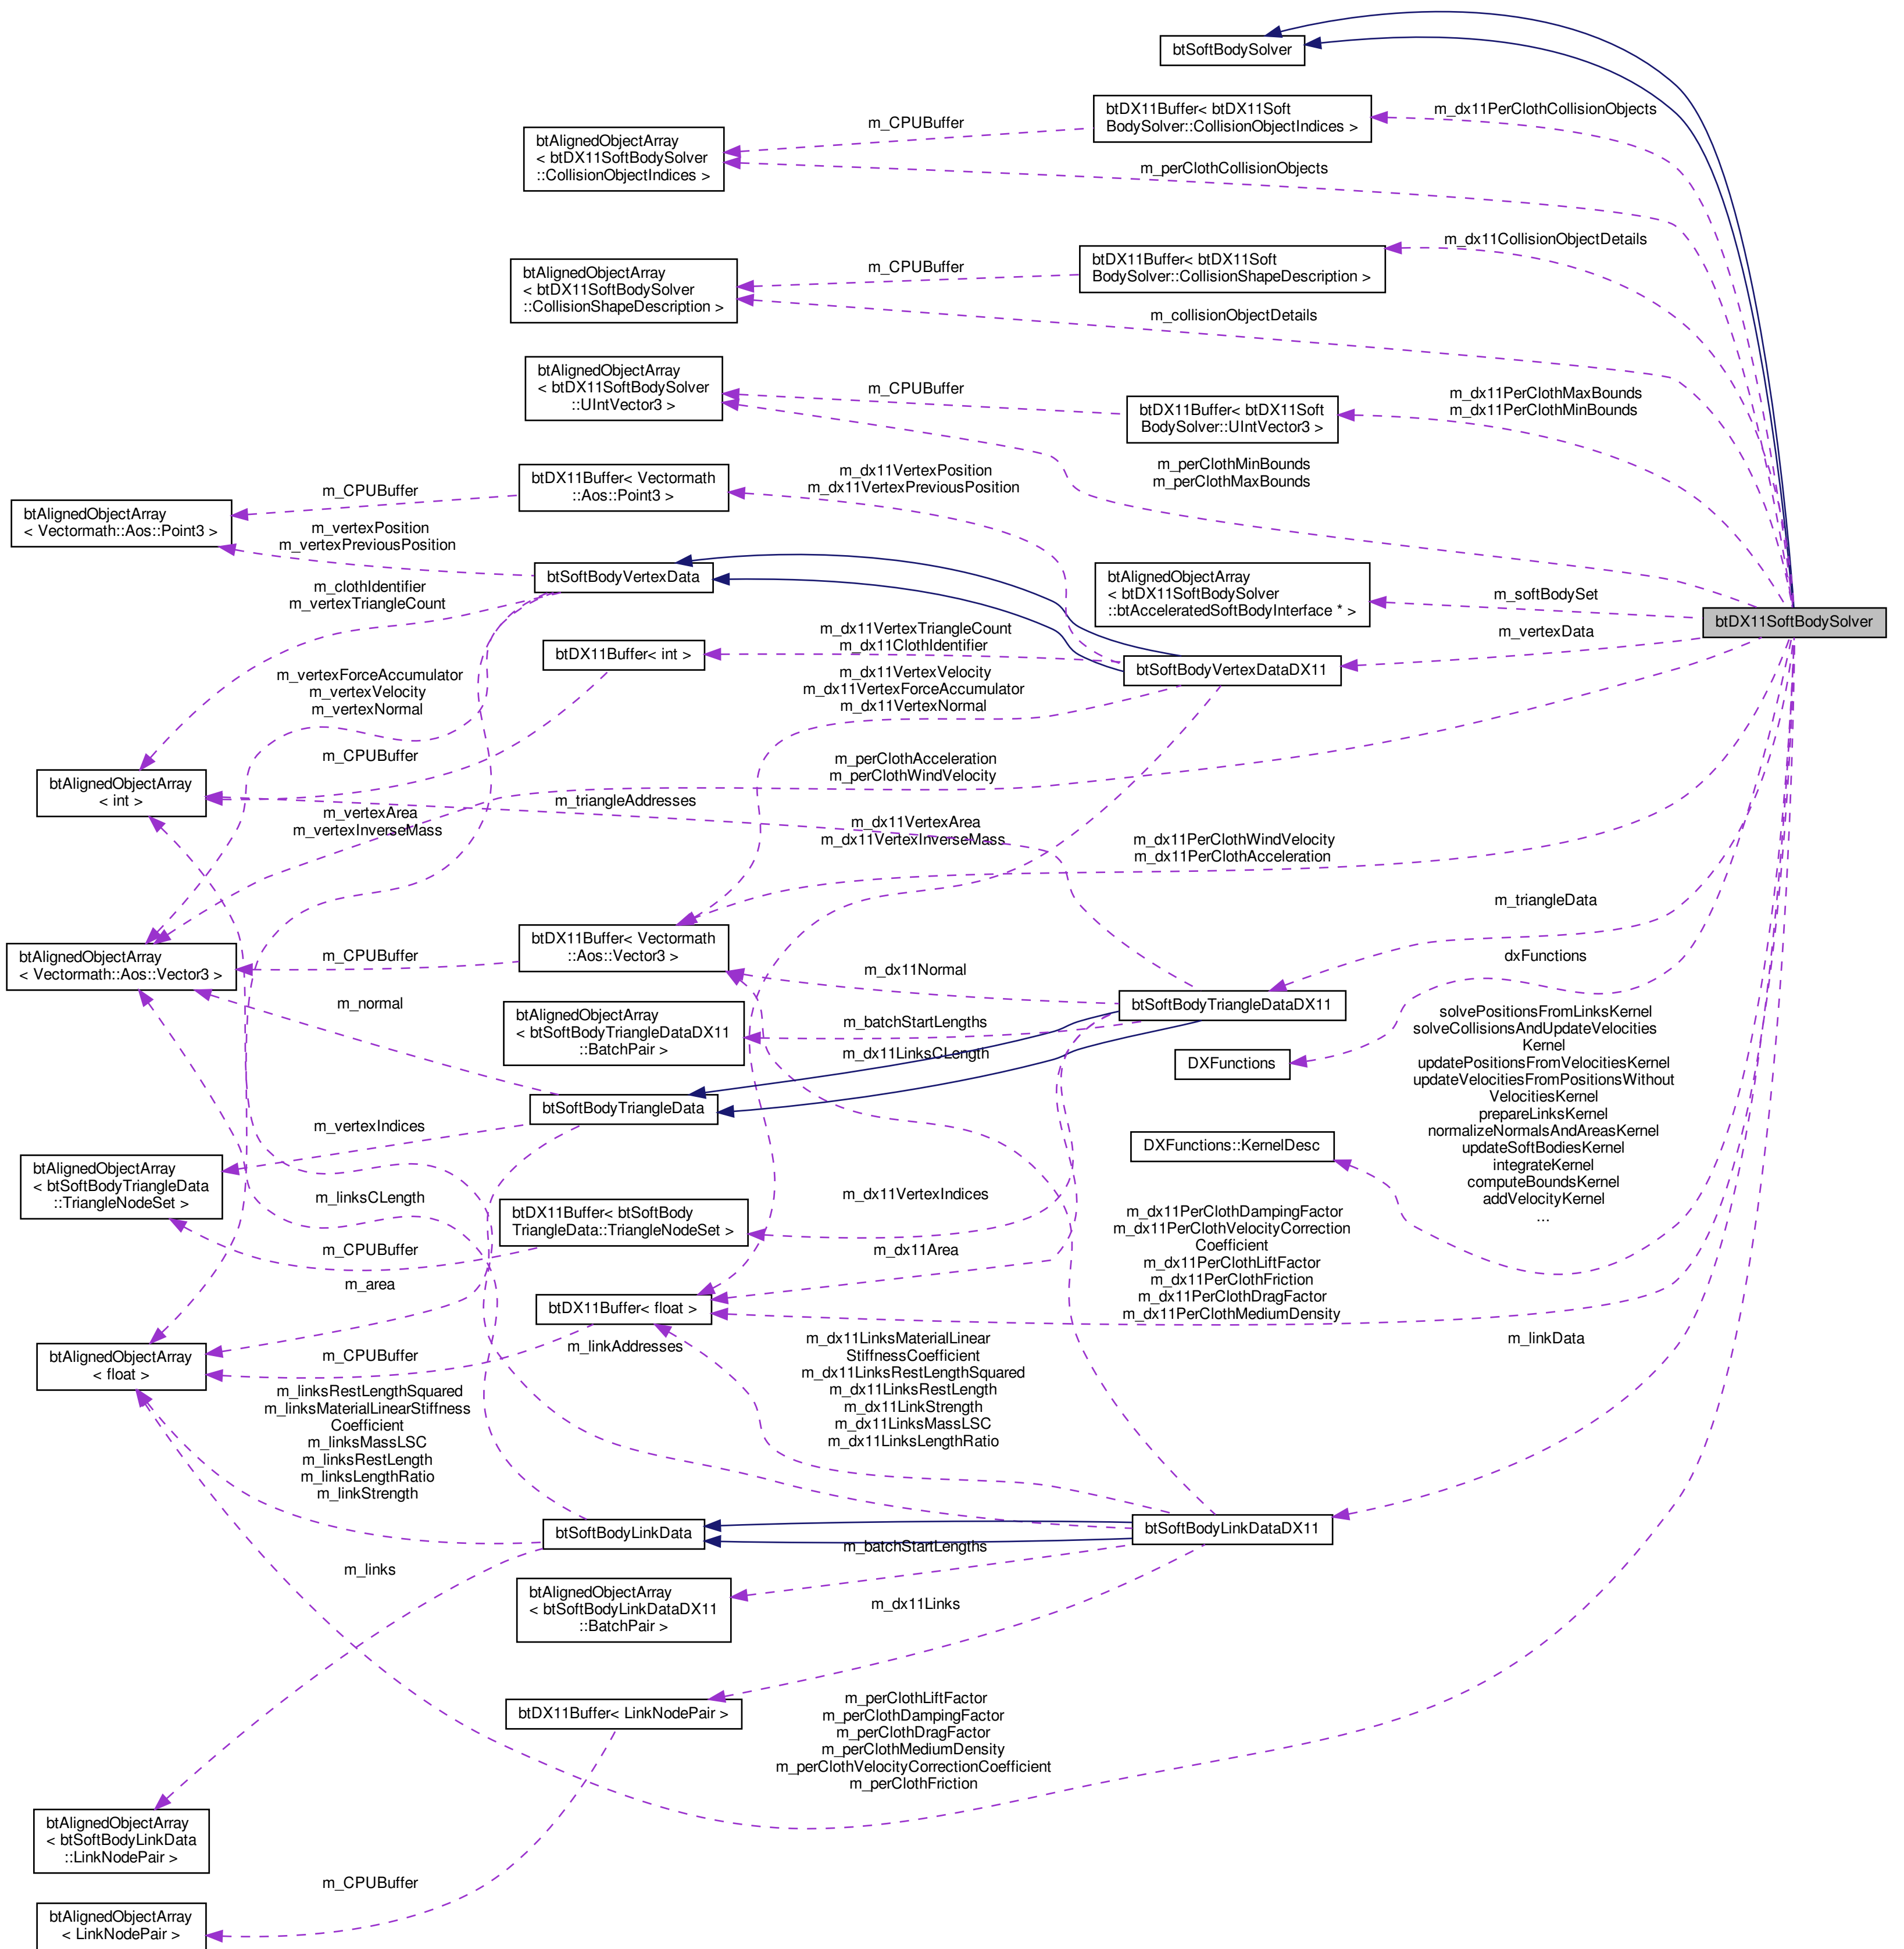 btSoftBodySolver
btDX11Buffer< btDX11Soft
BodySolver::CollisionObjectIndices >
m_dx11PerClothCollisionObjects
m_CPUBuffer
btAlignedObjectArray
< btDX11SoftBodySolver
::CollisionObjectIndices >
m_perClothCollisionObjects
m_dx11CollisionObjectDetails
btDX11Buffer< btDX11Soft
BodySolver::CollisionShapeDescription >
m_CPUBuffer
btAlignedObjectArray
< btDX11SoftBodySolver
::CollisionShapeDescription >
m_collisionObjectDetails
btAlignedObjectArray
< btDX11SoftBodySolver
::UIntVector3 >
m_CPUBuffer
btDX11Buffer< btDX11Soft
BodySolver::UIntVector3 >
m_dx11PerClothMaxBounds
m_dx11PerClothMinBounds
m_perClothMinBounds
m_perClothMaxBounds
btDX11Buffer< Vectormath
::Aos::Point3 >
m_dx11VertexPosition
m_dx11VertexPreviousPosition
m_CPUBuffer
btAlignedObjectArray
< Vectormath::Aos::Point3 >
m_vertexPosition
m_vertexPreviousPosition
btSoftBodyVertexData
btAlignedObjectArray
< btDX11SoftBodySolver
::btAcceleratedSoftBodyInterface * >
m_softBodySet
btDX11SoftBodySolver
m_clothIdentifier
m_vertexTriangleCount
m_vertexData
m_dx11VertexTriangleCount
m_dx11ClothIdentifier
btDX11Buffer< int >
btSoftBodyVertexDataDX11
m_vertexForceAccumulator
m_vertexVelocity
m_vertexNormal
m_dx11VertexVelocity
m_dx11VertexForceAccumulator
m_dx11VertexNormal
m_CPUBuffer
m_perClothAcceleration
m_perClothWindVelocity
btAlignedObjectArray
< int >
m_triangleAddresses
m_vertexArea
m_vertexInverseMass
m_dx11VertexArea
m_dx11VertexInverseMass
m_dx11PerClothWindVelocity
m_dx11PerClothAcceleration
m_triangleData
btAlignedObjectArray
< Vectormath::Aos::Vector3 >
m_CPUBuffer
btDX11Buffer< Vectormath
::Aos::Vector3 >
dxFunctions
m_dx11Normal
m_normal
btSoftBodyTriangleDataDX11
btAlignedObjectArray
< btSoftBodyTriangleDataDX11
::BatchPair >
m_batchStartLengths
m_dx11LinksCLength
DXFunctions
solvePositionsFromLinksKernel
solveCollisionsAndUpdateVelocities
Kernel
updatePositionsFromVelocitiesKernel
updateVelocitiesFromPositionsWithout
VelocitiesKernel
prepareLinksKernel
normalizeNormalsAndAreasKernel
updateSoftBodiesKernel
integrateKernel
computeBoundsKernel
addVelocityKernel
...
btSoftBodyTriangleData
m_vertexIndices
DXFunctions::KernelDesc
btAlignedObjectArray
< btSoftBodyTriangleData
::TriangleNodeSet >
m_linksCLength
m_dx11VertexIndices
btDX11Buffer< btSoftBody
TriangleData::TriangleNodeSet >
m_CPUBuffer
m_dx11Area
m_dx11PerClothDampingFactor
m_dx11PerClothVelocityCorrection
Coefficient
m_dx11PerClothLiftFactor
m_dx11PerClothFriction
m_dx11PerClothDragFactor
m_dx11PerClothMediumDensity
m_area
btDX11Buffer< float >
m_linkData
btAlignedObjectArray
< float >
m_CPUBuffer
m_linkAddresses
m_dx11LinksMaterialLinear
StiffnessCoefficient
m_dx11LinksRestLengthSquared
m_dx11LinksRestLength
m_dx11LinkStrength
m_dx11LinksMassLSC
m_dx11LinksLengthRatio
m_linksRestLengthSquared
m_linksMaterialLinearStiffness
Coefficient
m_linksMassLSC
m_linksRestLength
m_linksLengthRatio
m_linkStrength
btSoftBodyLinkData
btSoftBodyLinkDataDX11
m_batchStartLengths
m_links
btAlignedObjectArray
< btSoftBodyLinkDataDX11
::BatchPair >
m_dx11Links
btDX11Buffer< LinkNodePair >
m_perClothLiftFactor
m_perClothDampingFactor
m_perClothDragFactor
m_perClothMediumDensity
m_perClothVelocityCorrectionCoefficient
m_perClothFriction
btAlignedObjectArray
< btSoftBodyLinkData
::LinkNodePair >
m_CPUBuffer
btAlignedObjectArray
< LinkNodePair >